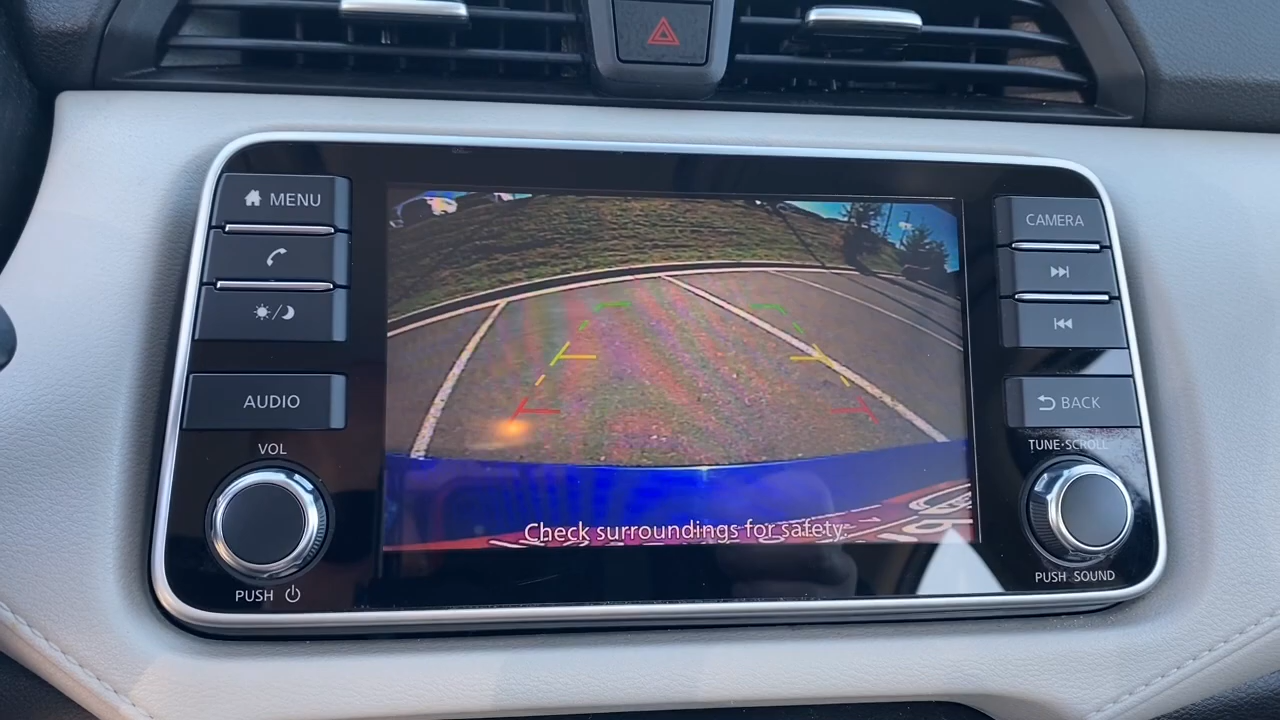 MENU
AUDIO
VOL
PUSH
CAMERA
BACK
TUNE·SCROLL
PUSH SOUND
Check surroundings for safety.